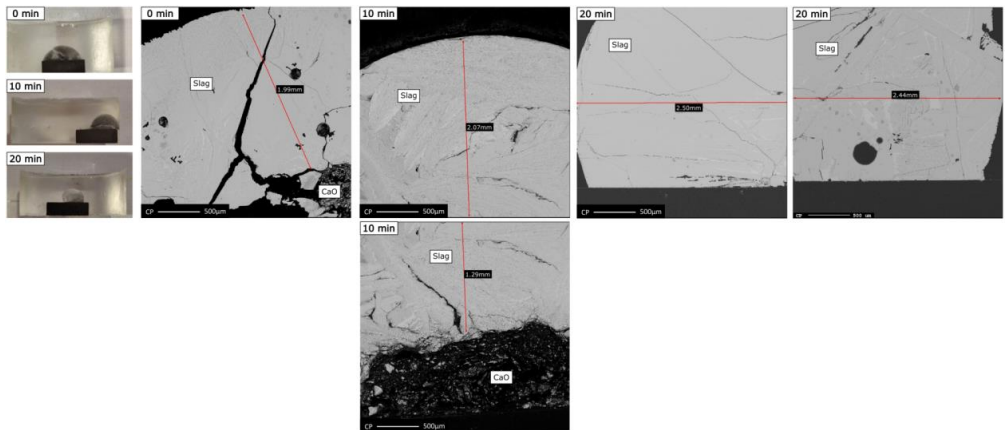 0 min
10 min
20 min
0 min
Slag
1.99mm
CaO
CP
500μm
10 min
Slag
2.07mm
CP
500μm
20 min
Slag
2.50mm
CP
500μm
20 min
Slag
2.44mm
CP
10 min
Slag
1.29mm
CaO
CP
500μm